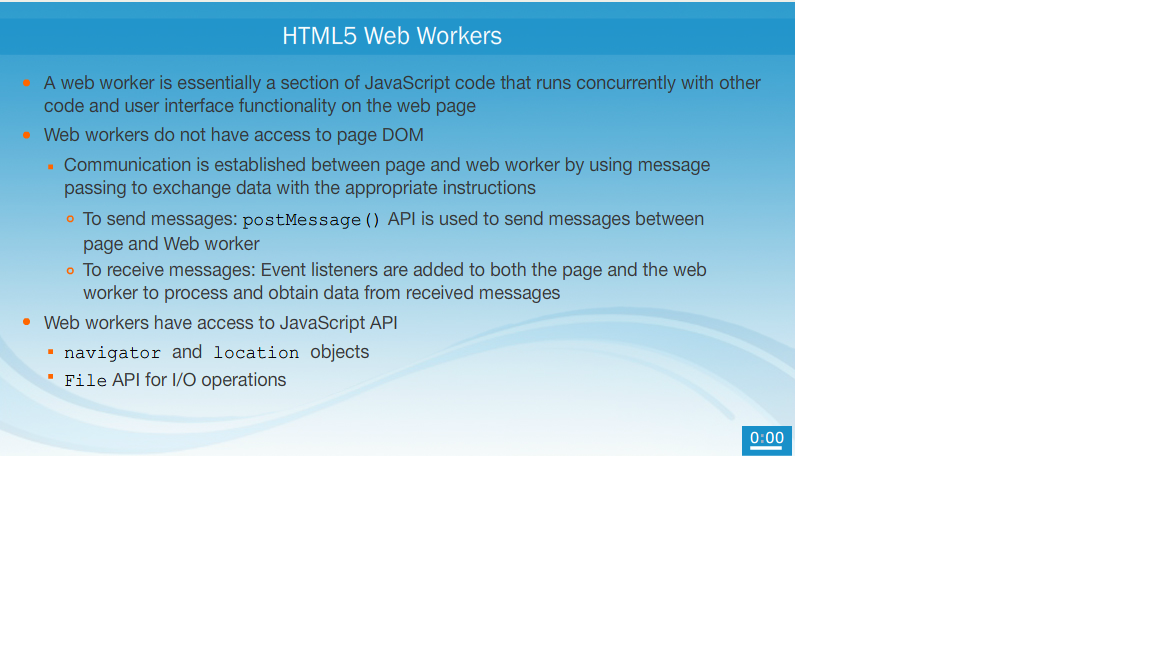 HTML5 Web Workers
A web worker is essentially a section of JavaScript code that runs concurrently with other
code and user interface functionality on the web page
Web workers do not have access to page DOM
Communication is established between page and web worker by using message
passing to exchange data with the appropriate instructions
To send messages: postMessage() API is used to send messages between
page and Web worker
To receive messages: Event listeners are added to both the page and the web
worker to process and obtain data from received messages
Web workers have access to JavaScript API
navigator and location objects
File API for I/O operations
0:00